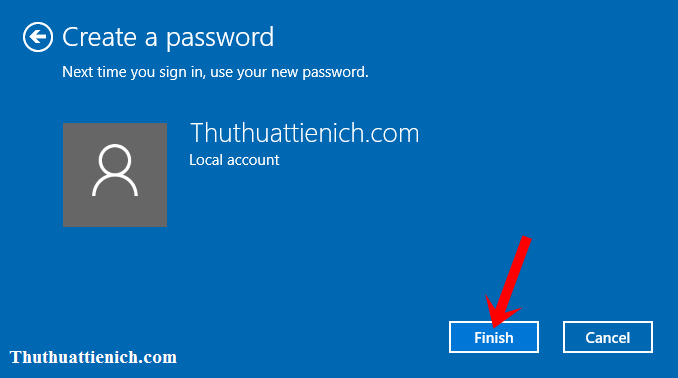 Create a password
Next time you sign in, use your new password.
Thuthuattienich.com
Local account
Finish
Cancel
Thuthuattienich.com